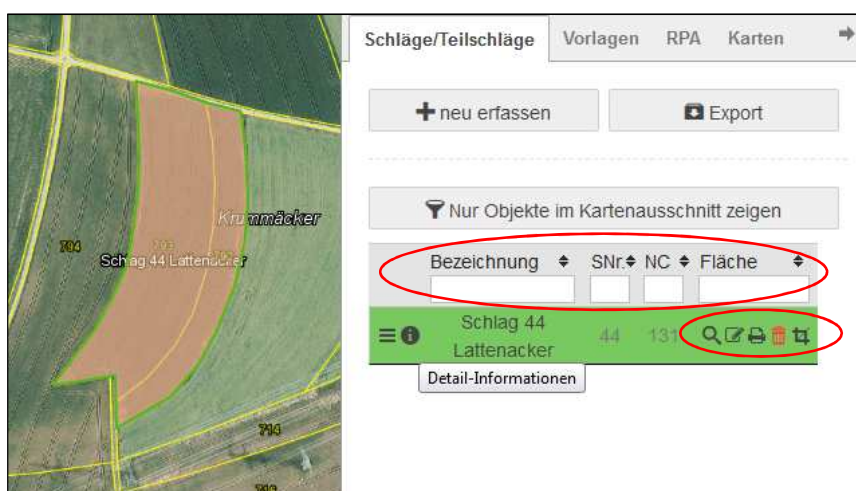 Schläge/Teilschläge Vorlagen RPA Karten
neu erfassen Export
Nur Objekte im Kartenausschnitt zeigen
Bezeichnung SNr. NC Fläche
Schlag 44
Lattenacker
44 131
Detail-Informationen
Krummäcker
704
Schlag 44 Lattenacker
714